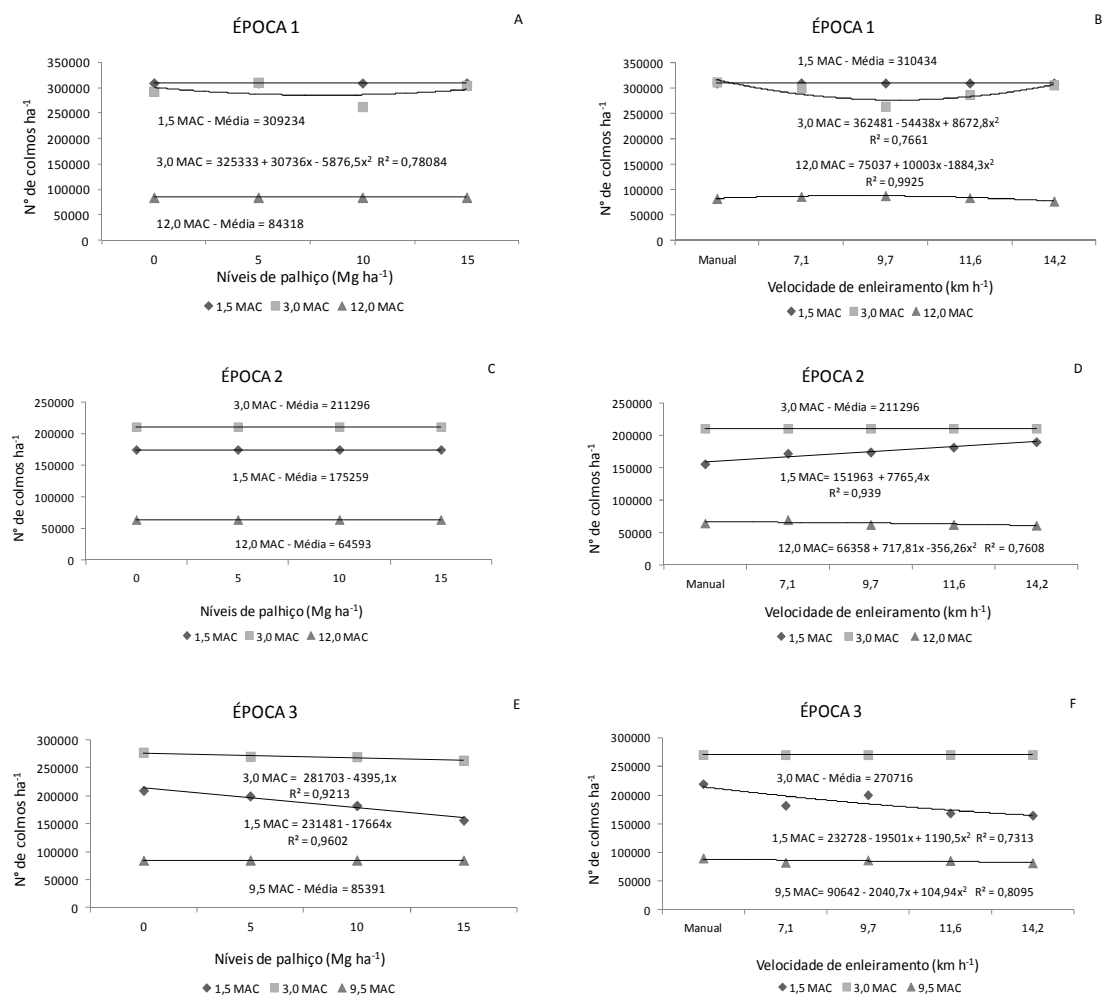 A
ÉPOCA 1
N° de colmos ha⁻¹
350000
300000
250000
200000
150000
100000
50000
0
1,5 MAC - Média = 309234
3,0 MAC = 325333 + 30736x - 5876,5x² R² = 0,78084
12,0 MAC - Média = 84318
0 5 10 15
Níveis de palhiço (Mg ha⁻¹)
1,5 MAC 3,0 MAC 12,0 MAC
B
ÉPOCA 1
N° de colmos ha⁻¹
350000
300000
250000
200000
150000
100000
50000
0
1,5 MAC - Média = 310434
3,0 MAC = 362481 - 54438x + 8672,8x²
R² = 0,7661
12,0 MAC = 75037 + 10003x -1884,3x²
R² = 0,9925
Manual 7,1 9,7 11,6 14,2
Velocidade de enleiramento (km h⁻¹)
1,5 MAC 3,0 MAC 12,0 MAC
C
ÉPOCA 2
N° de colmos ha⁻¹
250000
200000
150000
100000
50000
0
3,0 MAC - Média = 211296
1,5 MAC - Média = 175259
12,0 MAC - Média = 64593
0 5 10 15
Níveis de palhiço (Mg ha⁻¹)
1,5 MAC 3,0 MAC 12,0 MAC
D
ÉPOCA 2
N° de colmos ha⁻¹
250000
200000
150000
100000
50000
0
3,0 MAC - Média = 211296
1,5 MAC= 151963 + 7765,4x
R² = 0,939
12,0 MAC= 66358 + 717,81x -356,26x² R² = 0,7608
Manual 7,1 9,7 11,6 14,2
Velocidade de enleiramento (km h⁻¹)
1,5 MAC 3,0 MAC 12,0 MAC
E
ÉPOCA 3
N° de colmos ha⁻¹
300000
250000
200000
150000
100000
50000
0
3,0 MAC = 281703 - 4395,1x
R² = 0,9213
1,5 MAC = 231481 - 17664x
R² = 0,9602
9,5 MAC - Média = 85391
0 5 10 15
Níveis de palhiço (Mg ha⁻¹)
1,5 MAC 3,0 MAC 9,5 MAC
F
ÉPOCA 3
N° de colmos ha⁻¹
300000
250000
200000
150000
100000
50000
0
3,0 MAC - Média = 270716
1,5 MAC = 232728 - 19501x + 1190,5x² R² = 0,7313
9,5 MAC = 90642 - 2040,7x + 104,94x² R² = 0,8095
Manual 7,1 9,7 11,6 14,2
Velocidade de enleiramento (km h⁻¹)
1,5 MAC 3,0 MAC 9,5 MAC